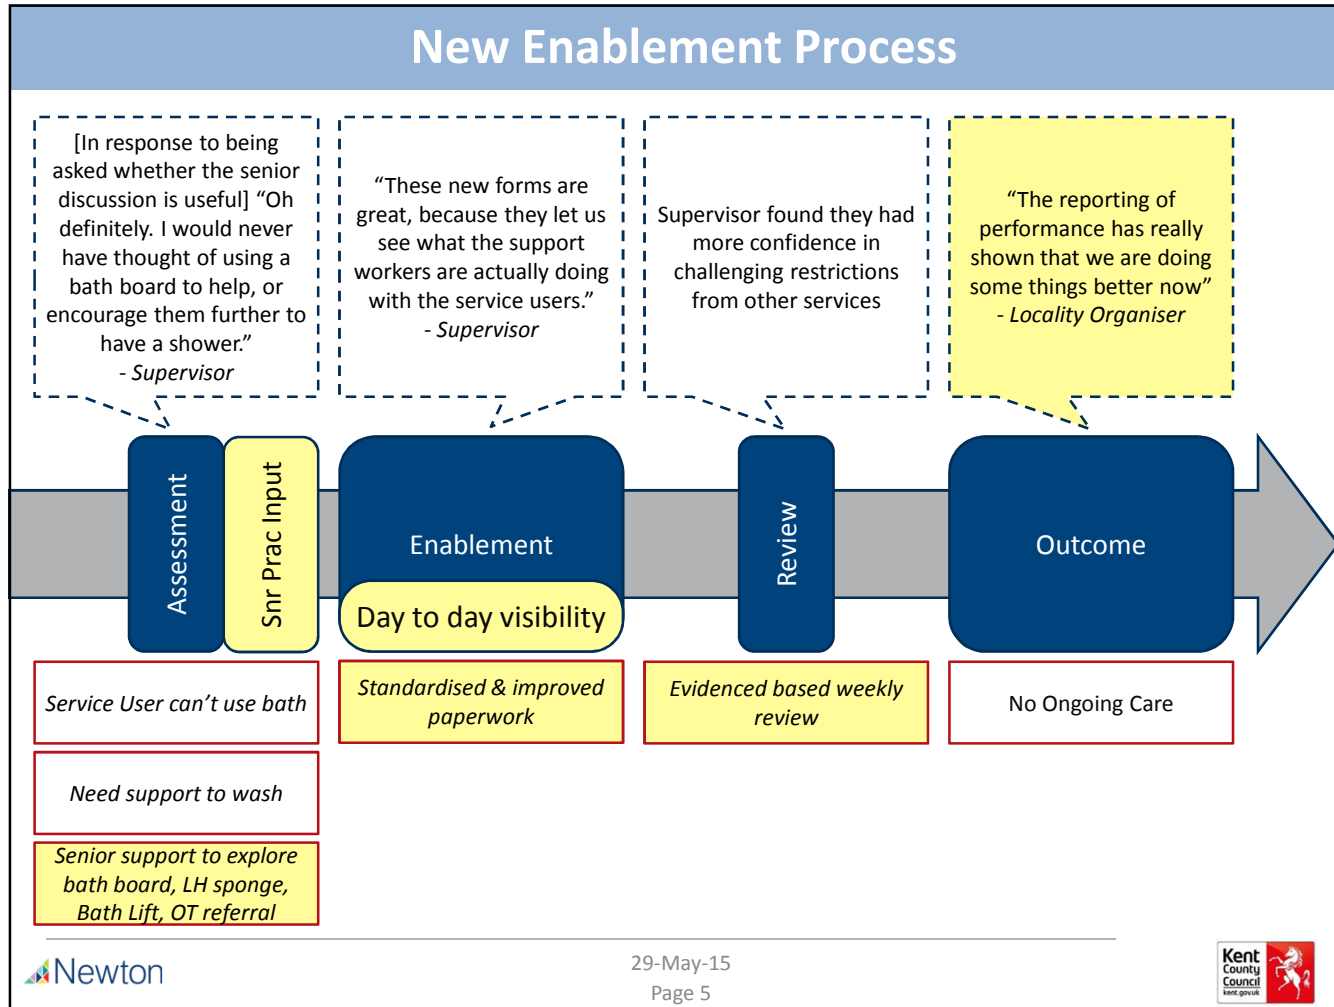 New Enablement Process
[In response to being
asked whether the senior
discussion is useful] “Oh
definitely. I would never
have thought of using a
bath board to help, or
encourage them further to
have a shower.”
- Supervisor
“These new forms are
great, because they let us
see what the support
workers are actually doing
with the service users.”
- Supervisor
Supervisor found they had
more confidence in
challenging restrictions
from other services
“The reporting of
performance has really
shown that we are doing
some things better now”
- Locality Organiser
Assessment
Snr Prac Input
Enablement
Day to day visibility
Review
Outcome
Service User can’t use bath
Need support to wash
Senior support to explore
bath board, LH sponge,
Bath Lift, OT referral
Standardised & improved
paperwork
Evidenced based weekly
review
No Ongoing Care
Newton
29-May-15
Page 5
Kent
County
Council
kent.gov.uk